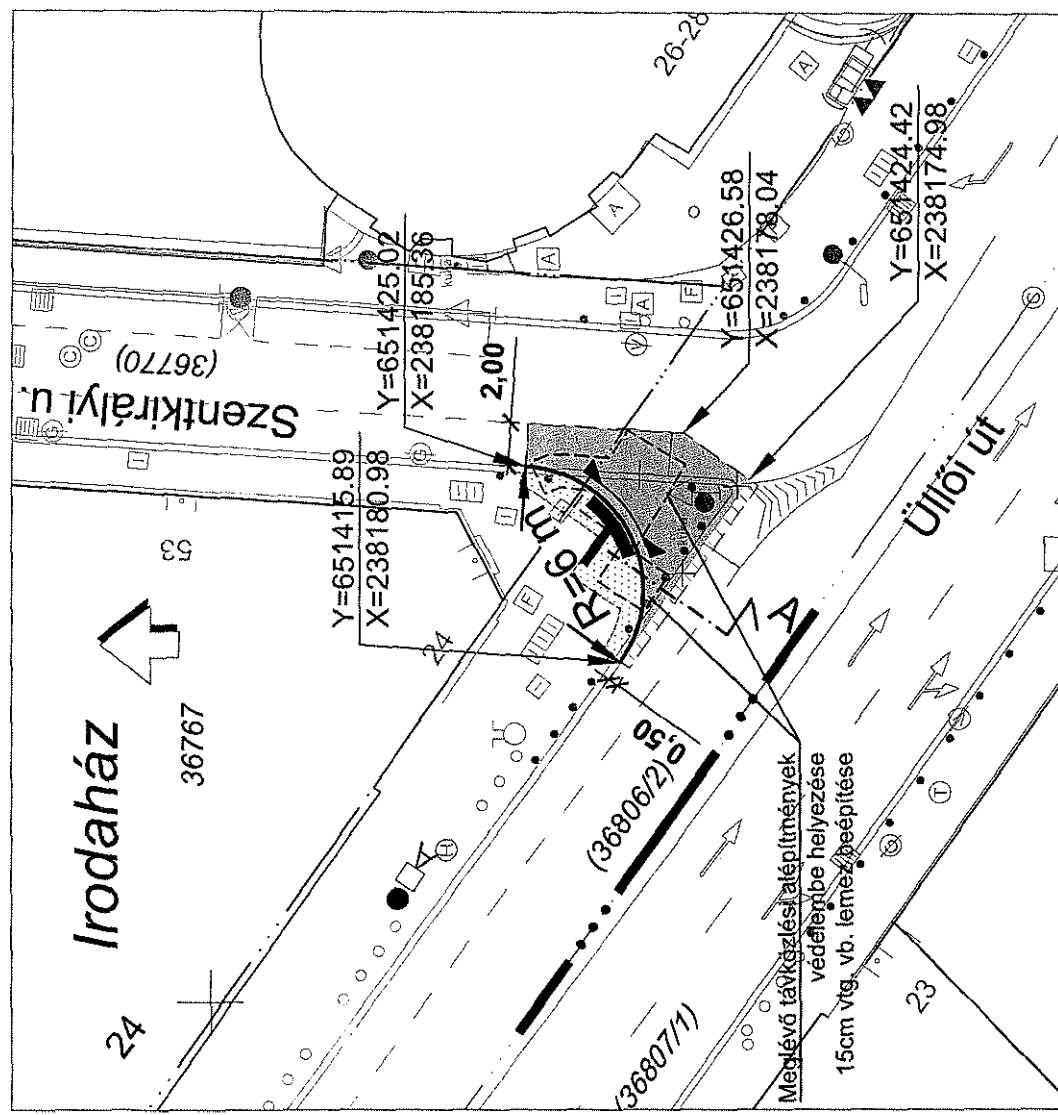 26-28
Szentkirályi u.
(36770)
Y=651425.02
X=238185.36
2,00
Y=651415.89
X=238180.98
Y=651426.58
X=238178.04
Y=651424.42
X=238174.98
53
24
R=6 m
A
Üllői út
Irodaház
36767
24
0,50
(36806/2)
(36807/1)
Meglévő távközlési alépítmények
védelembe helyezése
15cm vtg. vb. lemez beépítése
23
A
A
A
A
F
F
C
C
G
G
I
I
H
T